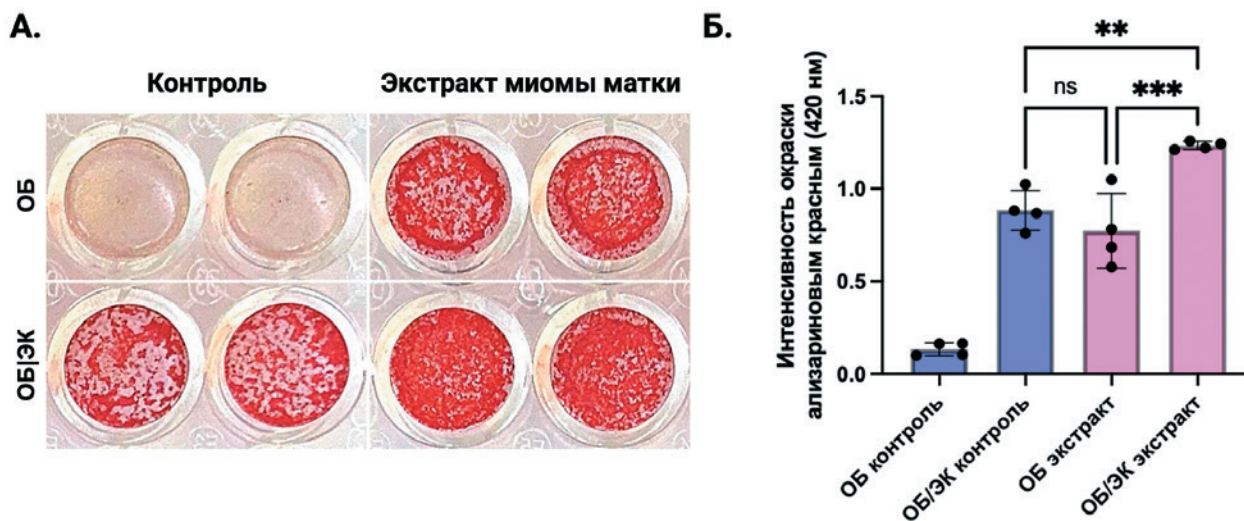 А.
Контроль
Экстракт миомы матки
ОБ
ОБ|ЭК
Б.
Интенсивность окраски
ализариновым красным (420 нм)
1.5
1.0
0.5
0.0
**
ns
***
ОБ контроль
ОБ/ЭК контроль
ОБ экстракт
ОБ/ЭК экстракт